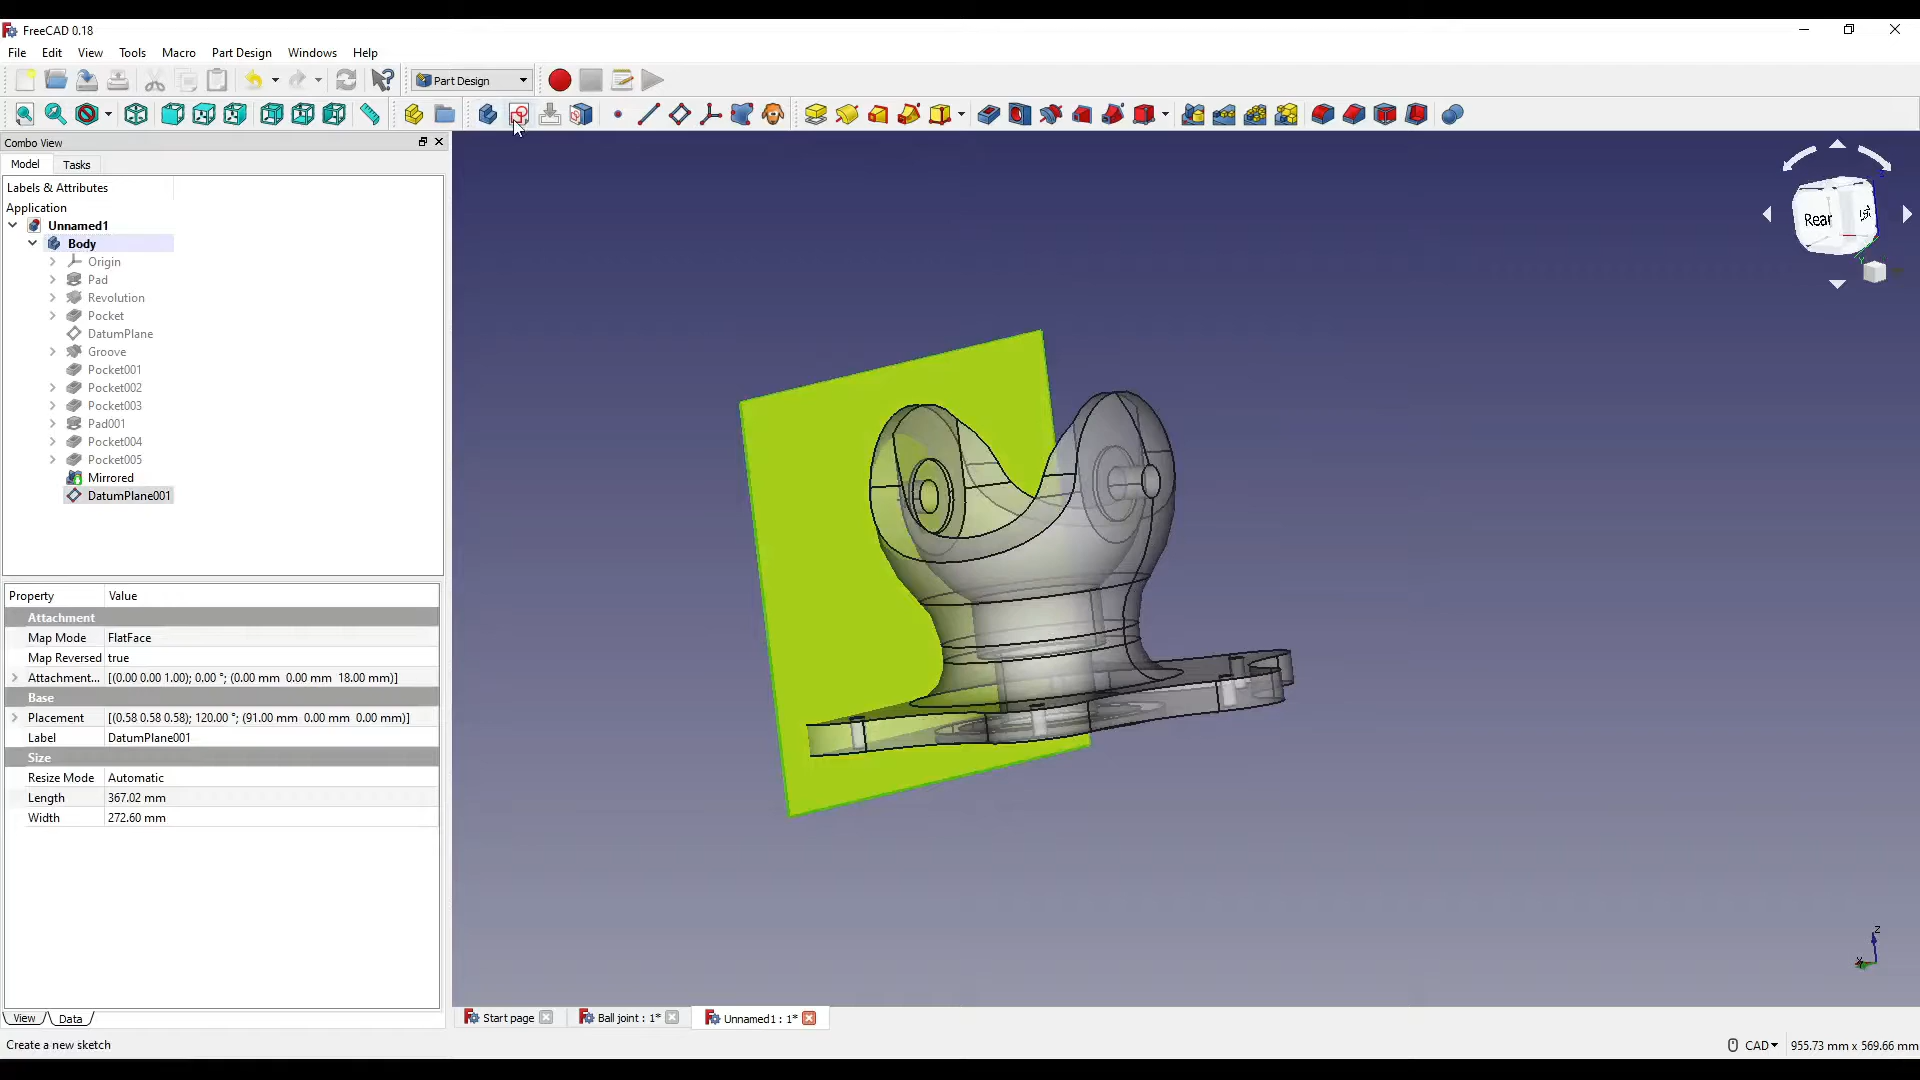 FreeCAD 0.18
File Edit View Tools Macro Part Design Windows Help
Part Design
Combo View
Model Tasks
Labels & Attributes
Application
Unnamed1
Body
Origin
Pad
Revolution
Pocket
DatumPlane
Groove
Pocket001
Pocket002
Pocket003
Pad001
Pocket004
Pocket005
Mirrored
DatumPlane001
Property Value
Attachment
Map Mode FlatFace
Map Reversed true
Attachment... [(0.00 0.00 1.00); 0.00 °; (0.00 mm 0.00 mm 18.00 mm)]
Base
Placement [(0.58 0.58 0.58); 120.00 °; (91.00 mm 0.00 mm 0.00 mm)]
Label DatumPlane001
Size
Resize Mode Automatic
Length 367.02 mm
Width 272.60 mm
View Data
Rear
Z
Start page Ball joint : 1* Unnamed1 : 1*
Create a new sketch
CAD 955.73 mm x 569.66 mm